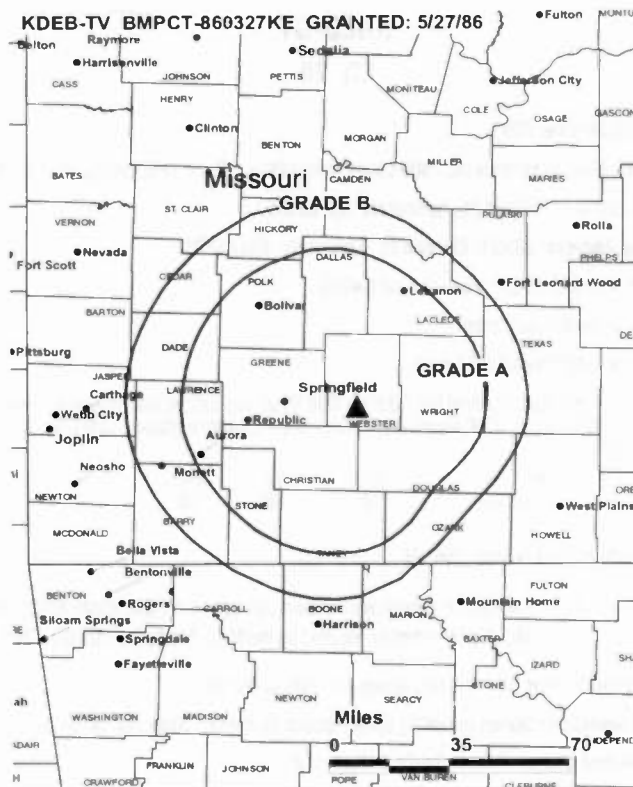 KDEB-TV BMPCT-860327KE GRANTED: 5/27/86
Fulton
Raymore
Belton
Harrisonville
Sedalia
CASS
JOHNSON
PETTIS
MONITEAU
Jefferson City
COLE
OSAGE
HENRY
Clinton
BENTON
MORGAN
MILLER
MARIES
BATES
Missouri
CAMDEN
GRADE B
ST. CLAIR
HICKORY
PULASKI
VERNON
Rolla
PHELPS
Nevada
DALLAS
Fort Scott
CEDAR
POLK
Lebanon
Fort Leonard Wood
Bolivar
BARTON
LACLEDE
TEXAS
DADE
GREENE
Pittsburg
GRADE A
JASPER
LAWRENCE
Springfield
Carthage
Webb City
Republic
WEBSTER
WRIGHT
Joplin
Aurora
Neosho
Monett
CHRISTIAN
DOUGLAS
NEWTON
STONE
West Plains
BARRY
OZARK
HOWELL
MCDONALD
TANEY
Bella Vista
Bentonville
FULTON
BENTON
Rogers
CARROLL
BOONE
MARION
Mountain Home
Siloam Springs
Harrison
BAXTER
Springdale
IZARD
Fayetteville
STONE
NEWTON
SEARCY
WASHINGTON
MADISON
Miles
0 35 70
FRANKLIN
JOHNSON
CRAWFORD
POPE
VAN BUREN
CLEBURNE